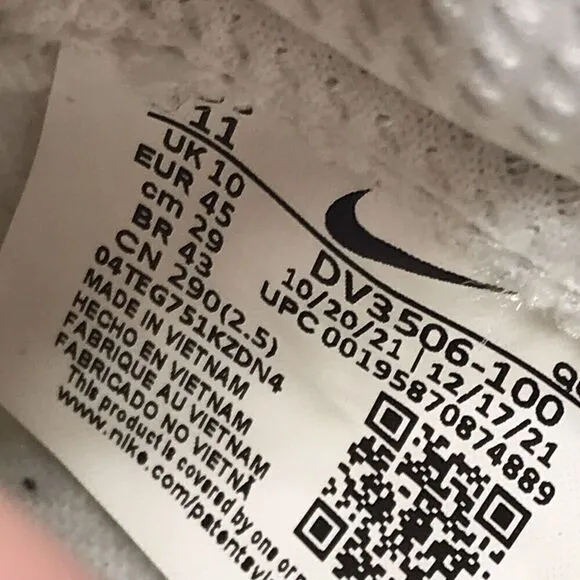 11
UK 10
EUR 45
cm 29
BR 43
CN 290(2.5)
04TEG751KZDN4
MADE IN VIETNAM
HECHO EN VIETNAM
FABRIQUE AU VIETNAM
FABRICADO NO VIETNÃ
This product is covered by one or
www.nike.com/patents
DV3506-100
10/20/21 | 12/17/21
UPC 00195870874889